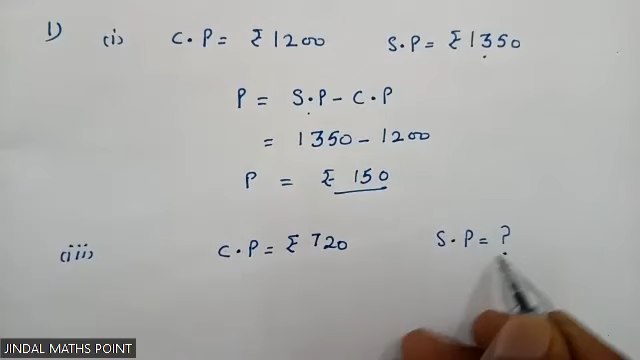 1) (i) C.P = ₹ 1200 S.P = ₹ 1350
P = S.P - C.P
= 1350 - 1200
P = ₹ 150
(iii) C.P = ₹ 720 S.P = ?
JINDAL MATHS POINT